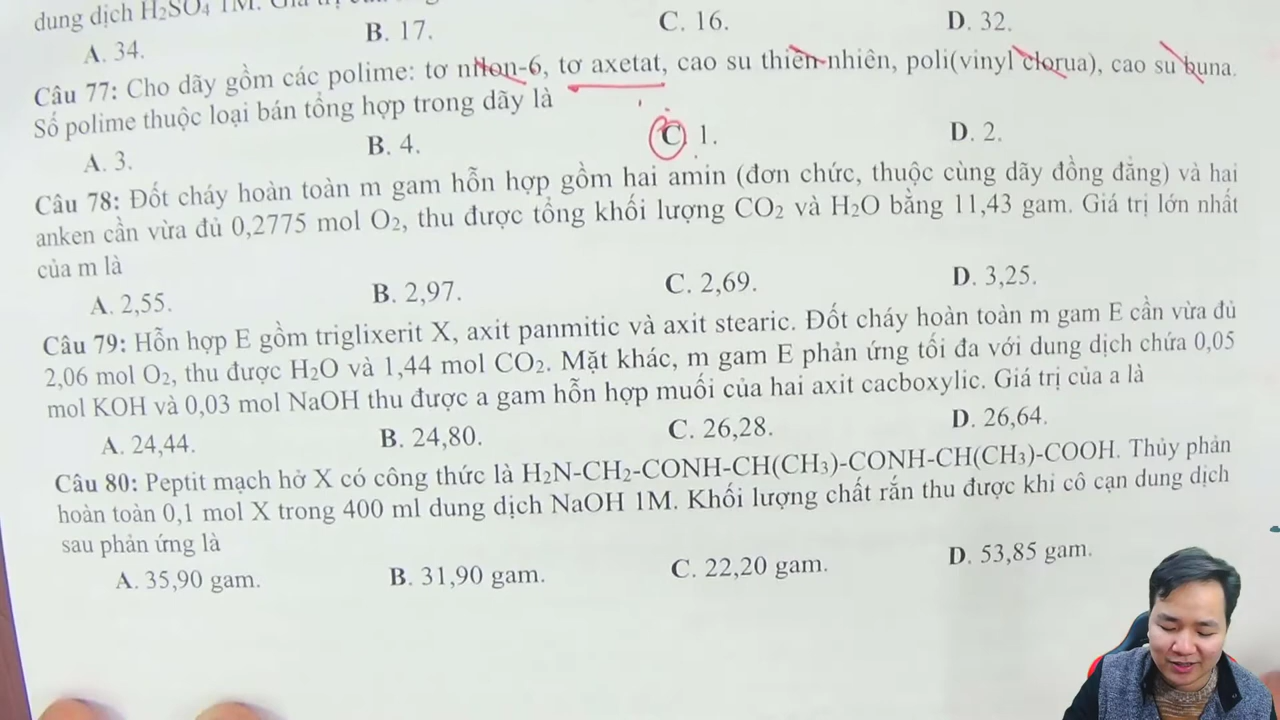 dung dịch H₂SO₄ 1M.
A. 34. B. 17. C. 16. D. 32.
Câu 77: Cho dãy gồm các polime: tơ nilon-6, tơ axetat, cao su thiên nhiên, poli(vinyl clorua), cao su buna.
Số polime thuộc loại bán tổng hợp trong dãy là
A. 3. B. 4. C. 1. D. 2.
Câu 78: Đốt cháy hoàn toàn m gam hỗn hợp gồm hai amin (đơn chức, thuộc cùng dãy đồng đẳng) và hai
anken cần vừa đủ 0,2775 mol O₂, thu được tổng khối lượng CO₂ và H₂O bằng 11,43 gam. Giá trị lớn nhất
của m là
A. 2,55. B. 2,97. C. 2,69. D. 3,25.
Câu 79: Hỗn hợp E gồm triglixerit X, axit panmitic và axit stearic. Đốt cháy hoàn toàn m gam E cần vừa đủ
2,06 mol O₂, thu được H₂O và 1,44 mol CO₂. Mặt khác, m gam E phản ứng tối đa với dung dịch chứa 0,05
mol KOH và 0,03 mol NaOH thu được a gam hỗn hợp muối của hai axit cacboxylic. Giá trị của a là
A. 24,44. B. 24,80. C. 26,28. D. 26,64.
Câu 80: Peptit mạch hở X có công thức là H₂N-CH₂-CONH-CH(CH₃)-CONH-CH(CH₃)-COOH. Thủy phân
hoàn toàn 0,1 mol X trong 400 ml dung dịch NaOH 1M. Khối lượng chất rắn thu được khi cô cạn dung dịch
sau phản ứng là
A. 35,90 gam. B. 31,90 gam. C. 22,20 gam. D. 53,85 gam.